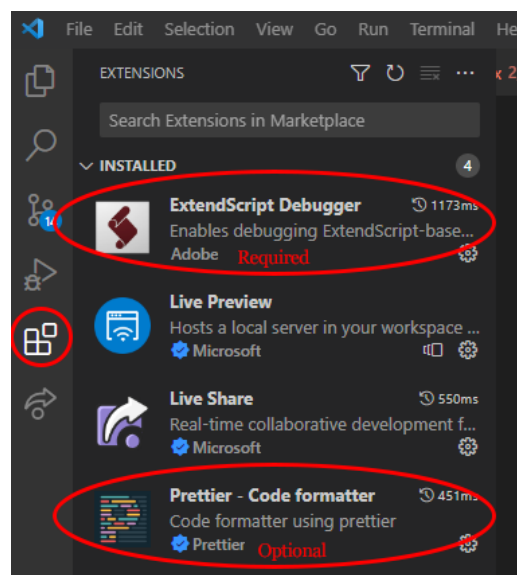 File Edit Selection View Go Run Terminal He
EXTENSIONS
x 2
Search Extensions in Marketplace
INSTALLED 4
ExtendScript Debugger 1173ms
Enables debugging ExtendScript-base...
Adobe Required
14
Live Preview
Hosts a local server in your workspace ...
Microsoft
Live Share 550ms
Real-time collaborative development f...
Microsoft
Prettier - Code formatter 451ms
Code formatter using prettier
Prettier Optional